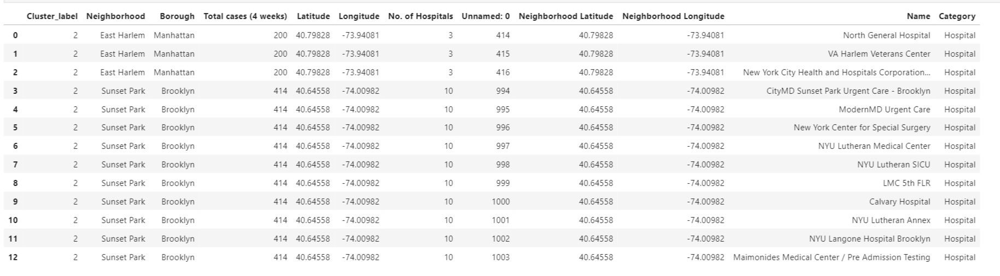 Cluster_label Neighborhood Borough Total cases (4 weeks) Latitude Longitude No. of Hospitals Unnamed: 0 Neighborhood Latitude Neighborhood Longitude Name Category
0 2 East Harlem Manhattan 200 40.79828 -73.94081 3 414 40.79828 -73.94081 North General Hospital Hospital
1 2 East Harlem Manhattan 200 40.79828 -73.94081 3 415 40.79828 -73.94081 VA Harlem Veterans Center Hospital
2 2 East Harlem Manhattan 200 40.79828 -73.94081 3 416 40.79828 -73.94081 New York City Health and Hospitals Corporation... Hospital
3 2 Sunset Park Brooklyn 414 40.64558 -74.00982 10 994 40.64558 -74.00982 CityMD Sunset Park Urgent Care - Brooklyn Hospital
4 2 Sunset Park Brooklyn 414 40.64558 -74.00982 10 995 40.64558 -74.00982 ModernMD Urgent Care Hospital
5 2 Sunset Park Brooklyn 414 40.64558 -74.00982 10 996 40.64558 -74.00982 New York Center for Special Surgery Hospital
6 2 Sunset Park Brooklyn 414 40.64558 -74.00982 10 997 40.64558 -74.00982 NYU Lutheran Medical Center Hospital
7 2 Sunset Park Brooklyn 414 40.64558 -74.00982 10 998 40.64558 -74.00982 NYU Lutheran SICU Hospital
8 2 Sunset Park Brooklyn 414 40.64558 -74.00982 10 999 40.64558 -74.00982 LMC 5th FLR Hospital
9 2 Sunset Park Brooklyn 414 40.64558 -74.00982 10 1000 40.64558 -74.00982 Calvary Hospital Hospital
10 2 Sunset Park Brooklyn 414 40.64558 -74.00982 10 1001 40.64558 -74.00982 NYU Lutheran Annex Hospital
11 2 Sunset Park Brooklyn 414 40.64558 -74.00982 10 1002 40.64558 -74.00982 NYU Langone Hospital Brooklyn Hospital
12 2 Sunset Park Brooklyn 414 40.64558 -74.00982 10 1003 40.64558 -74.00982 Maimonides Medical Center / Pre Admission Testing Hospital